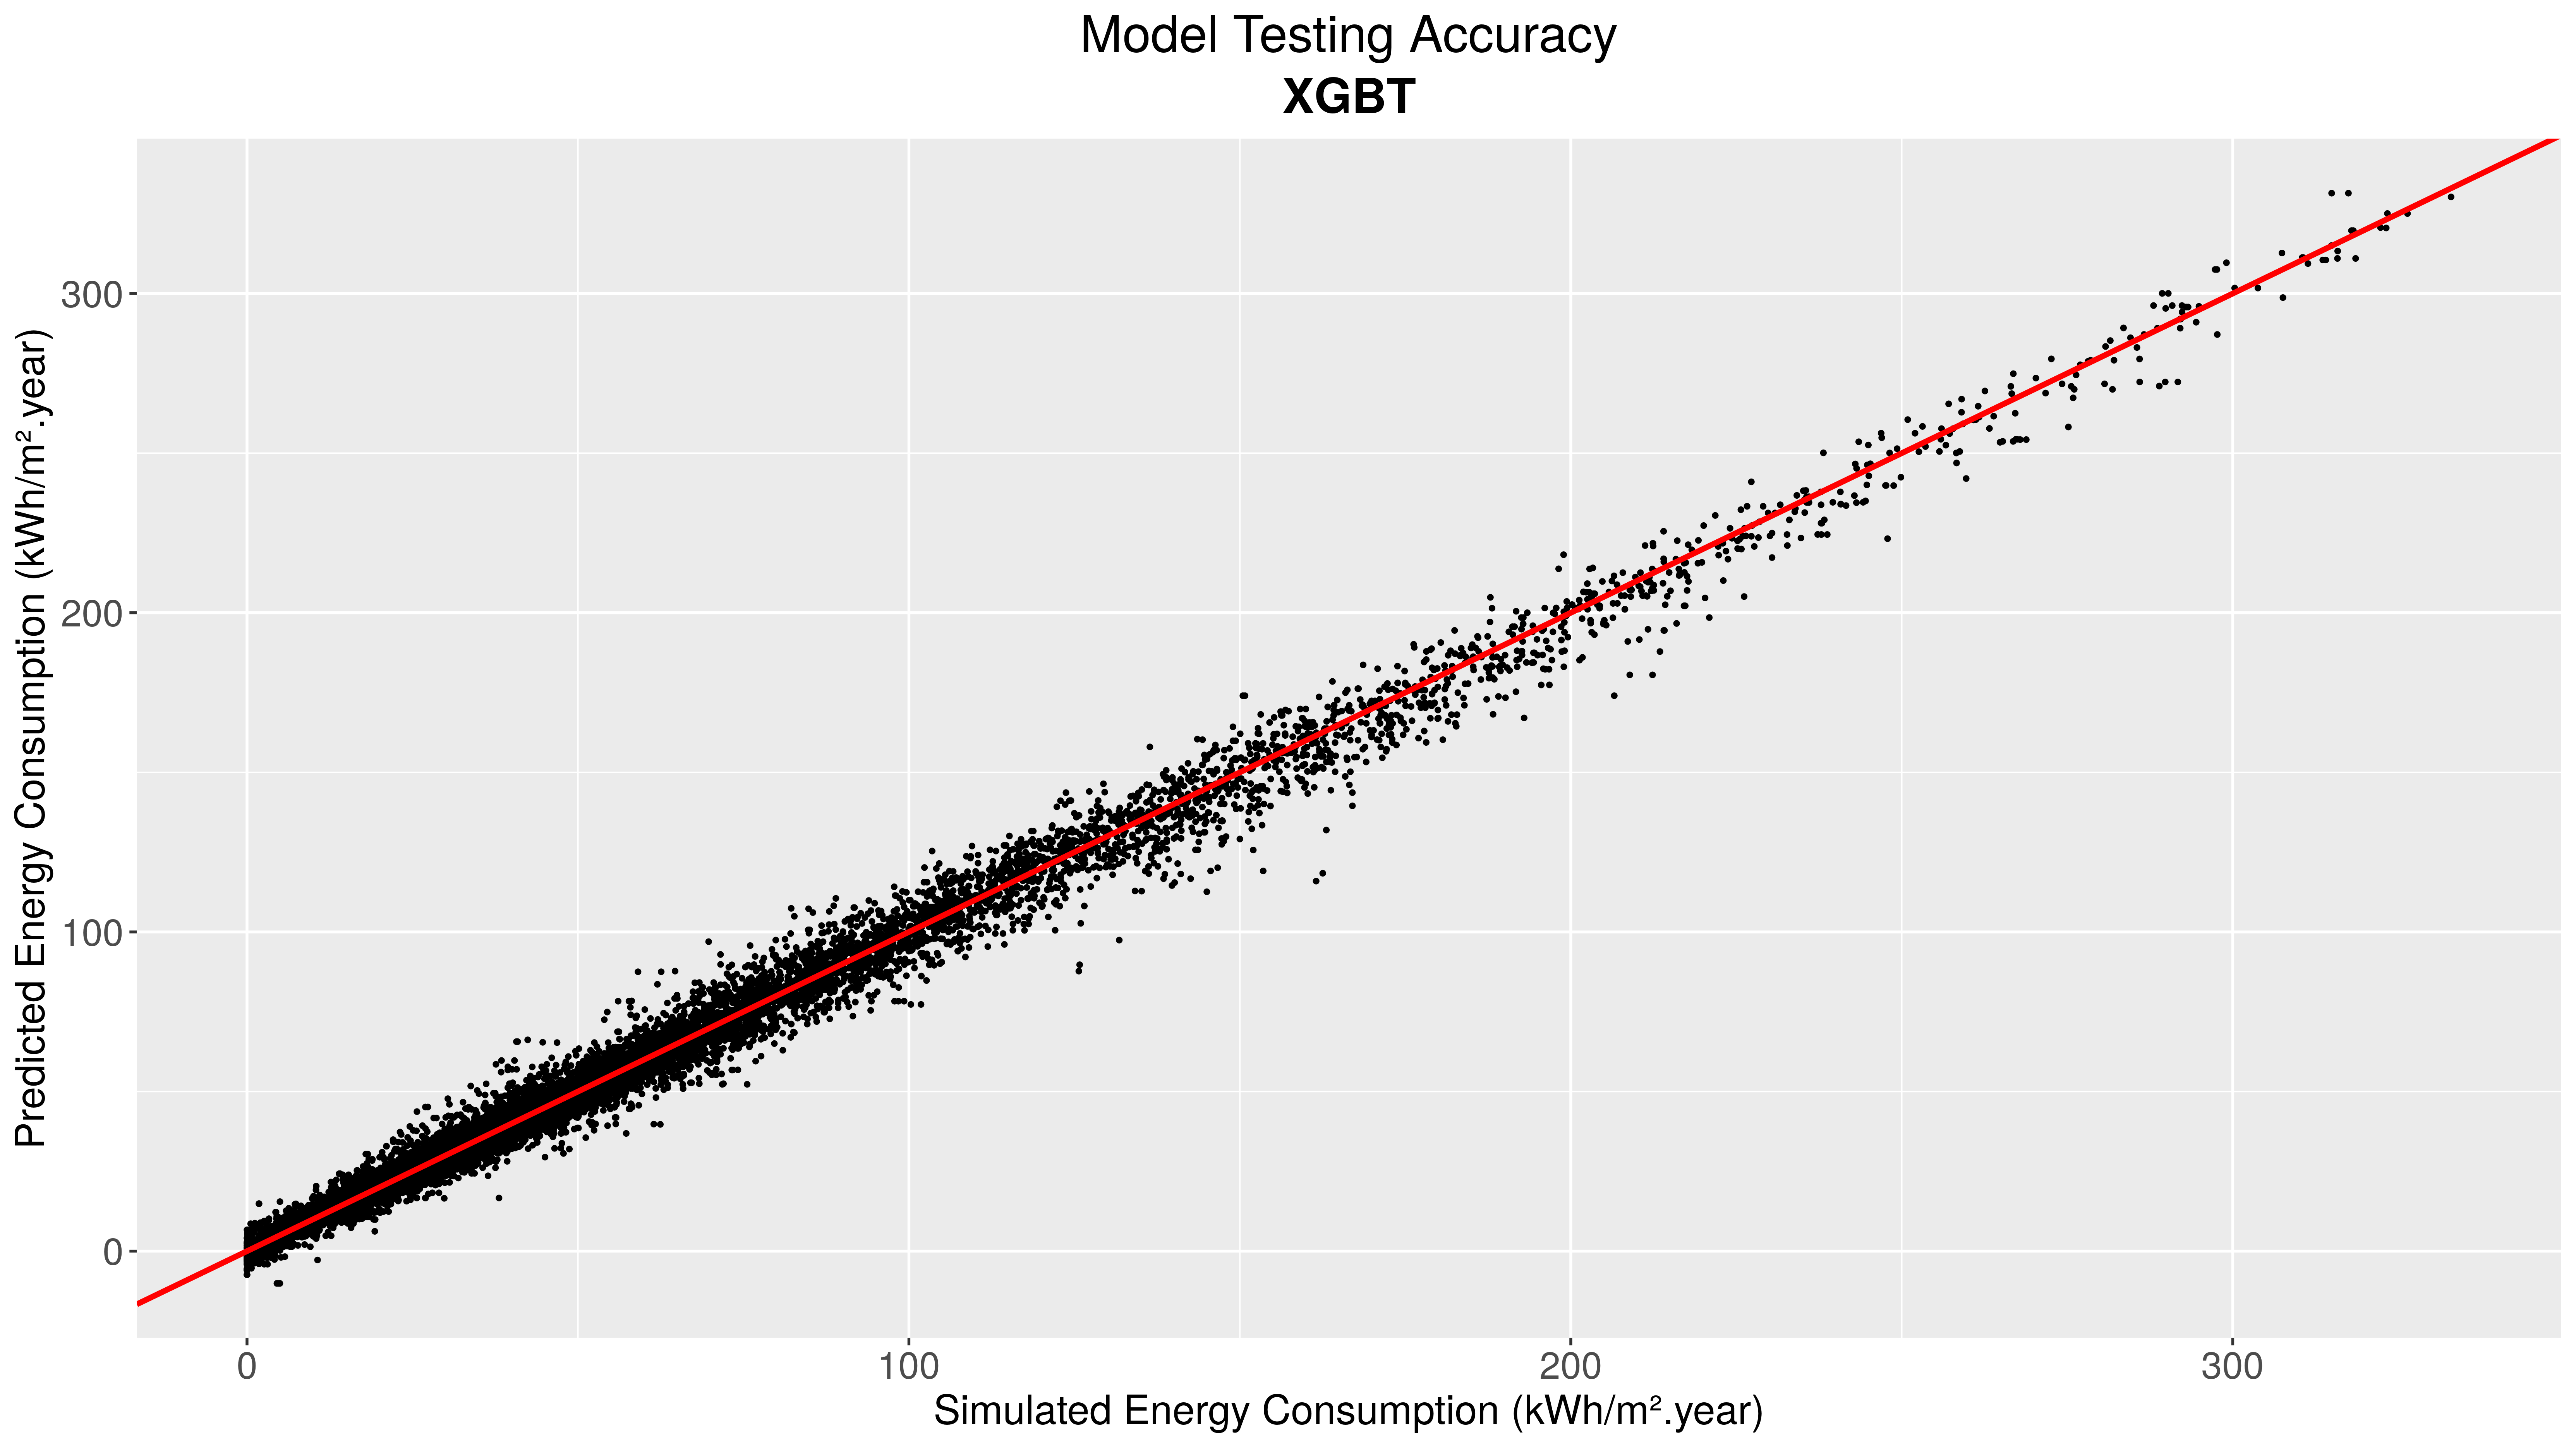 Model Testing Accuracy
XGBT
Predicted Energy Consumption (kWh/m².year)
300
200
100
0
0 100 200 300
Simulated Energy Consumption (kWh/m².year)